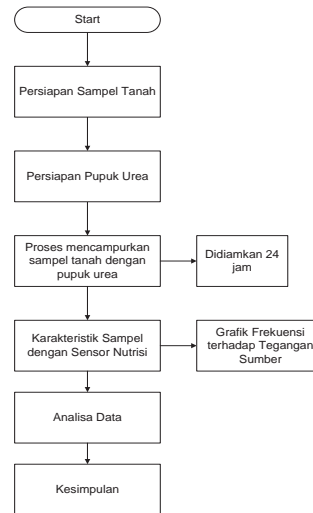 Start
Persiapan Sampel Tanah
Persiapan Pupuk Urea
Proses mencampurkan
sampel tanah dengan
pupuk urea
Didiamkan 24
jam
Karakteristik Sampel
dengan Sensor Nutrisi
Grafik Frekuensi
terhadap Tegangan
Sumber
Analisa Data
Kesimpulan